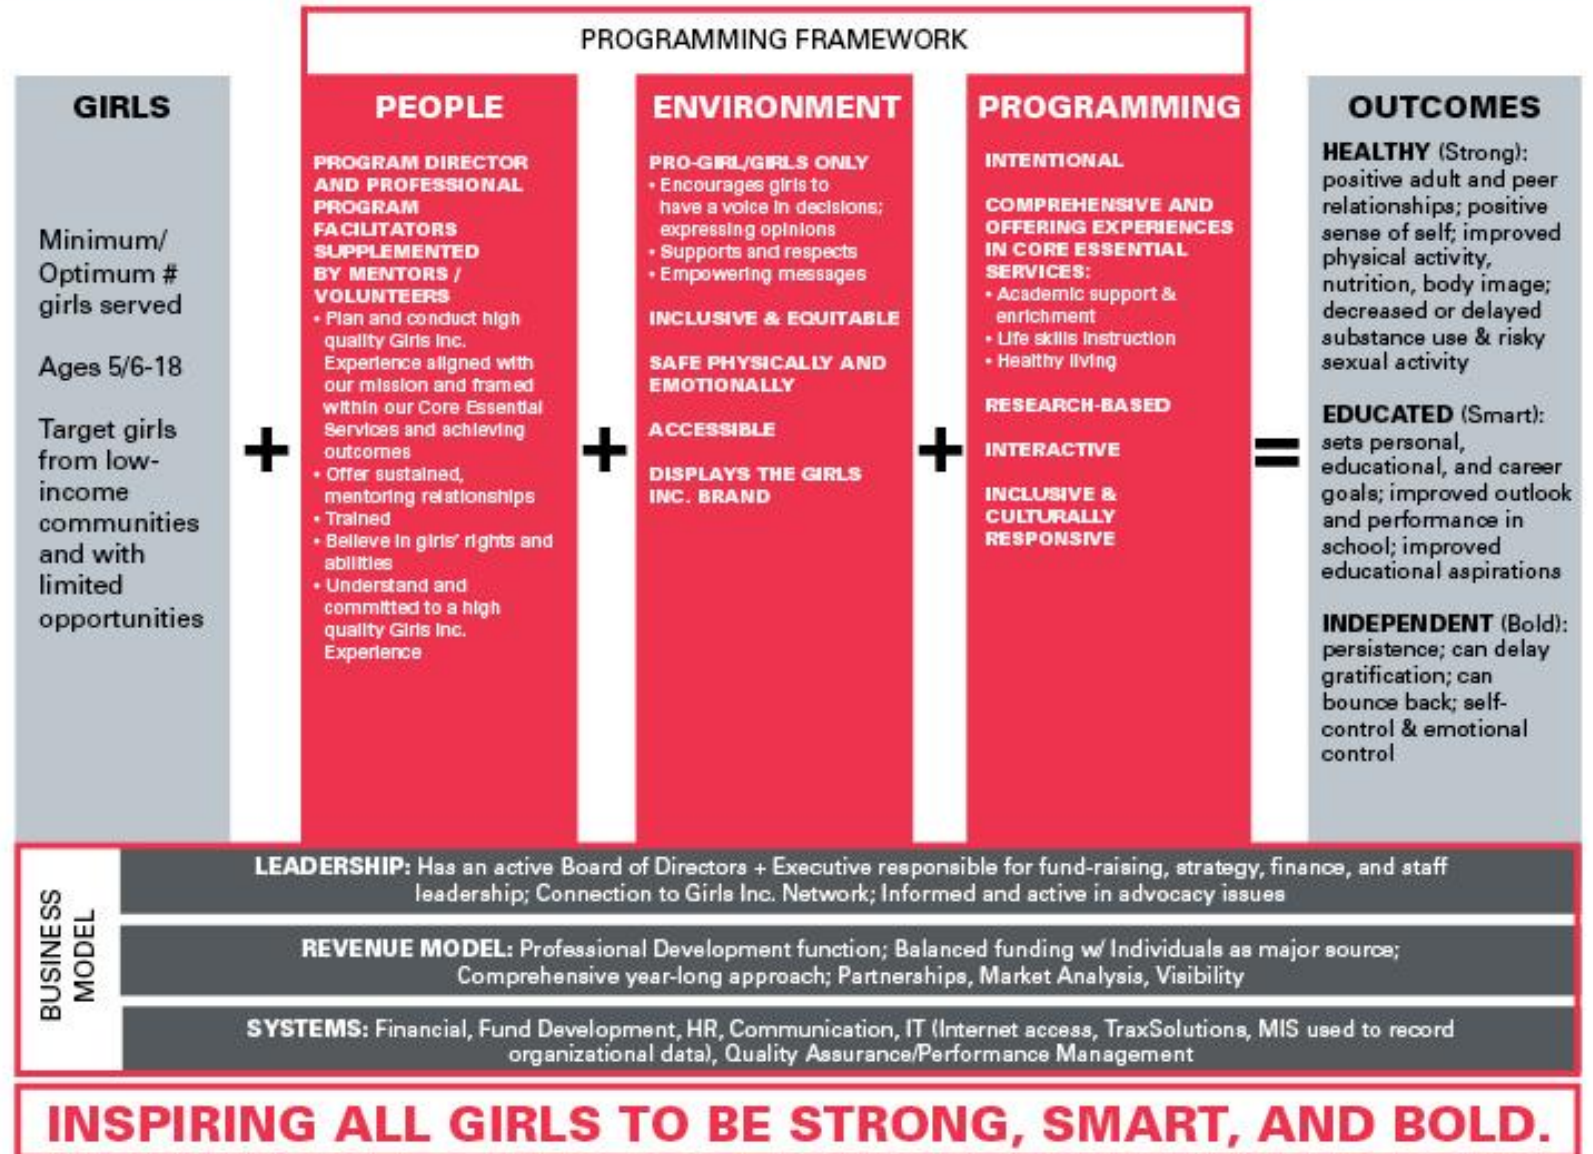 PROGRAMMING FRAMEWORK
GIRLS
Minimum/
Optimum #
girls served
Ages 5/6-18
Target girls
from low-
income
communities
and with
limited
opportunities
+
PEOPLE
PROGRAM DIRECTOR
AND PROFESSIONAL
PROGRAM
FACILITATORS
SUPPLEMENTED
BY MENTORS /
VOLUNTEERS
• Plan and conduct high
quality Girls Inc.
Experience aligned with
our mission and framed
within our Core Essential
Services and achieving
outcomes
• Offer sustained,
mentoring relationships
• Trained
• Believe in girls' rights and
abilities
• Understand and
committed to a high
quality Girls Inc.
Experience
+
ENVIRONMENT
PRO-GIRL/GIRLS ONLY
• Encourages girls to
have a voice in decisions;
expressing opinions
• Supports and respects
• Empowering messages
INCLUSIVE & EQUITABLE
SAFE PHYSICALLY AND
EMOTIONALLY
ACCESSIBLE
DISPLAYS THE GIRLS
INC. BRAND
+
PROGRAMMING
INTENTIONAL
COMPREHENSIVE AND
OFFERING EXPERIENCES
IN CORE ESSENTIAL
SERVICES:
• Academic support &
enrichment
• Life skills instruction
• Healthy living
RESEARCH-BASED
INTERACTIVE
INCLUSIVE &
CULTURALLY
RESPONSIVE
=
OUTCOMES
HEALTHY (Strong):
positive adult and peer
relationships; positive
sense of self; improved
physical activity,
nutrition, body image;
decreased or delayed
substance use & risky
sexual activity
EDUCATED (Smart):
sets personal,
educational, and career
goals; improved outlook
and performance in
school; improved
educational aspirations
INDEPENDENT (Bold):
persistence; can delay
gratification; can
bounce back; self-
control & emotional
control
BUSINESS
MODEL
LEADERSHIP: Has an active Board of Directors + Executive responsible for fund-raising, strategy, finance, and staff
leadership; Connection to Girls Inc. Network; Informed and active in advocacy issues
REVENUE MODEL: Professional Development function; Balanced funding w/ Individuals as major source;
Comprehensive year-long approach; Partnerships, Market Analysis, Visibility
SYSTEMS: Financial, Fund Development, HR, Communication, IT (Internet access, TraxSolutions, MIS used to record
organizational data), Quality Assurance/Performance Management
INSPIRING ALL GIRLS TO BE STRONG, SMART, AND BOLD.